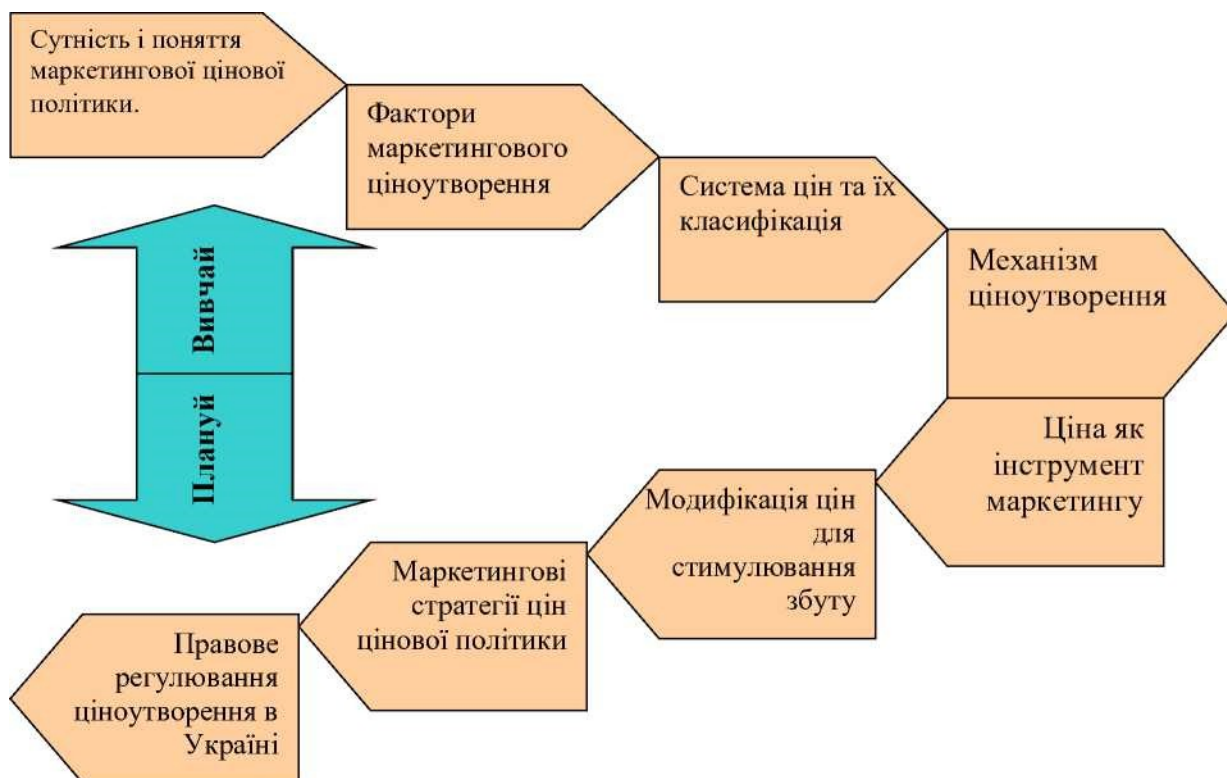 Сутність і поняття
маркетингової цінової
політики.
Фактори
маркетингового
ціноутворення
Система цін та їх
класифікація
Механізм
ціноутворення
Вивчай
Плануй
Ціна як
інструмент
маркетингу
Модифікація цін
для
стимулювання
збуту
Маркетингові
стратегії цін
цінової політики
Правове
регулювання
ціноутворення в
Україні